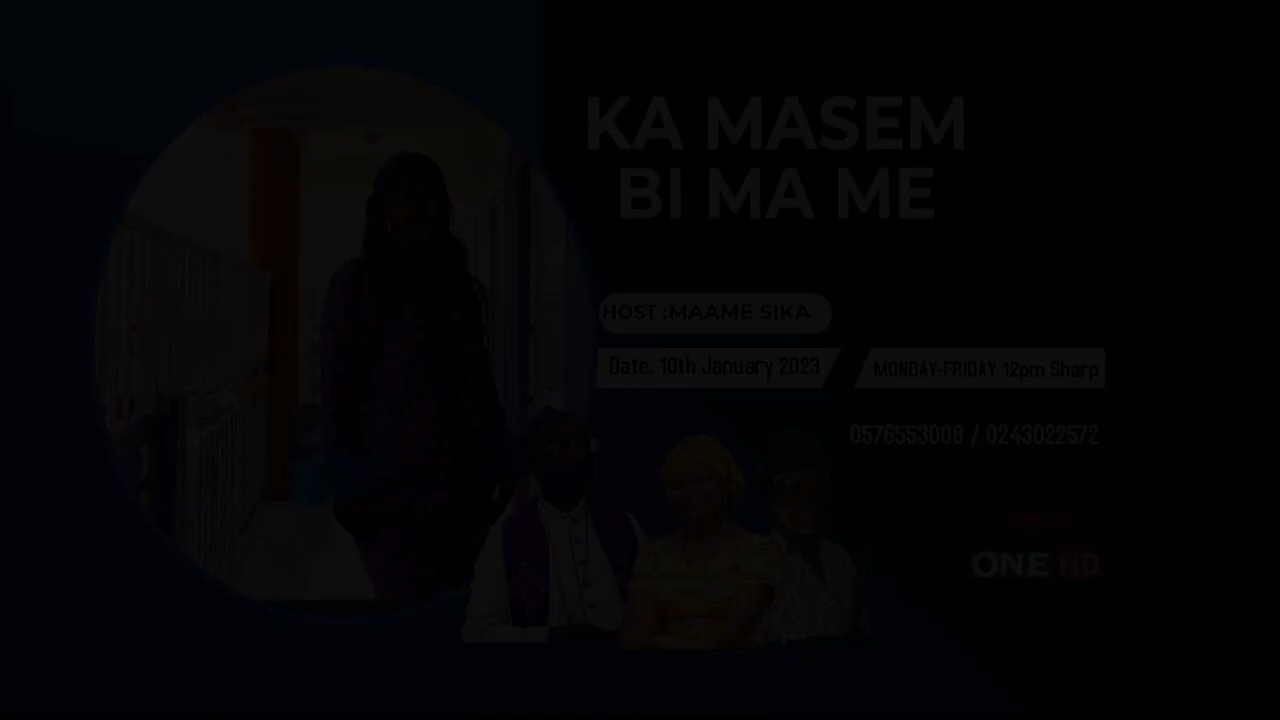 KA MASEM
BI MA ME
HOST :MAAME SIKA
Date: 10th January 2023
MONDAY-FRIDAY 12pm Sharp
0576553008 / 0243022572
ONE HD